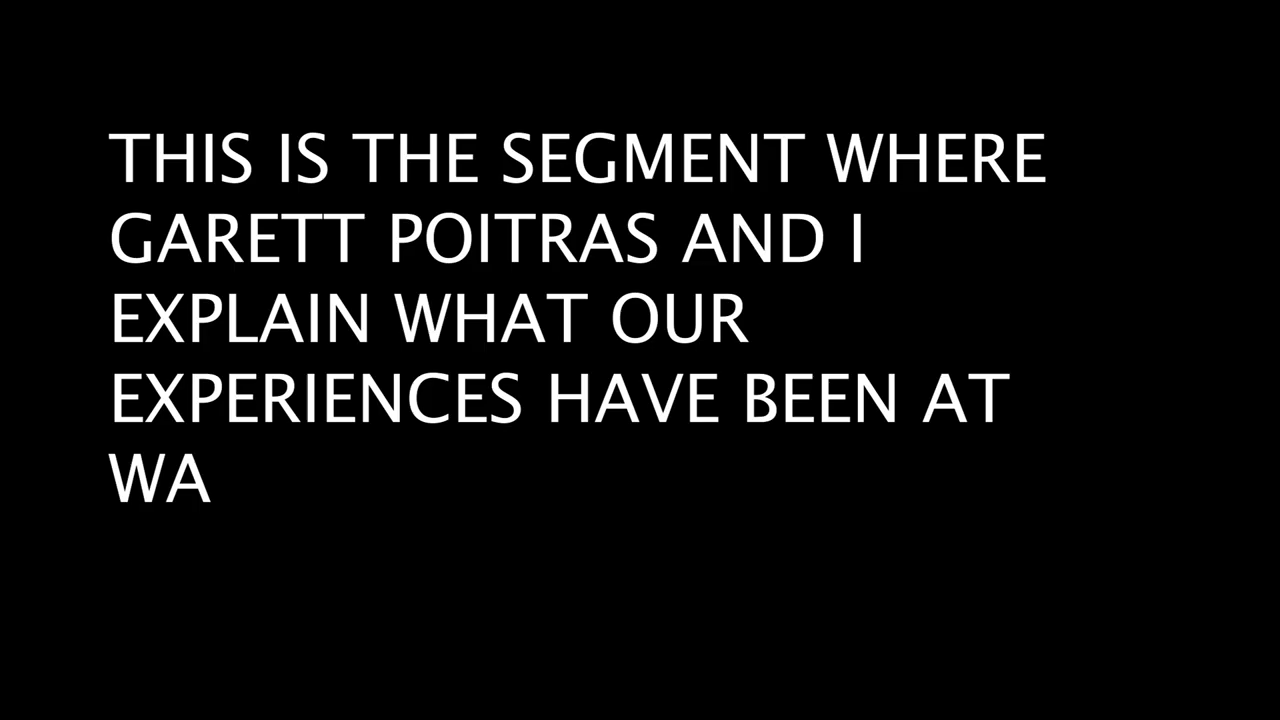 THIS IS THE SEGMENT WHERE
GARETT POITRAS AND I
EXPLAIN WHAT OUR
EXPERIENCES HAVE BEEN AT
WA